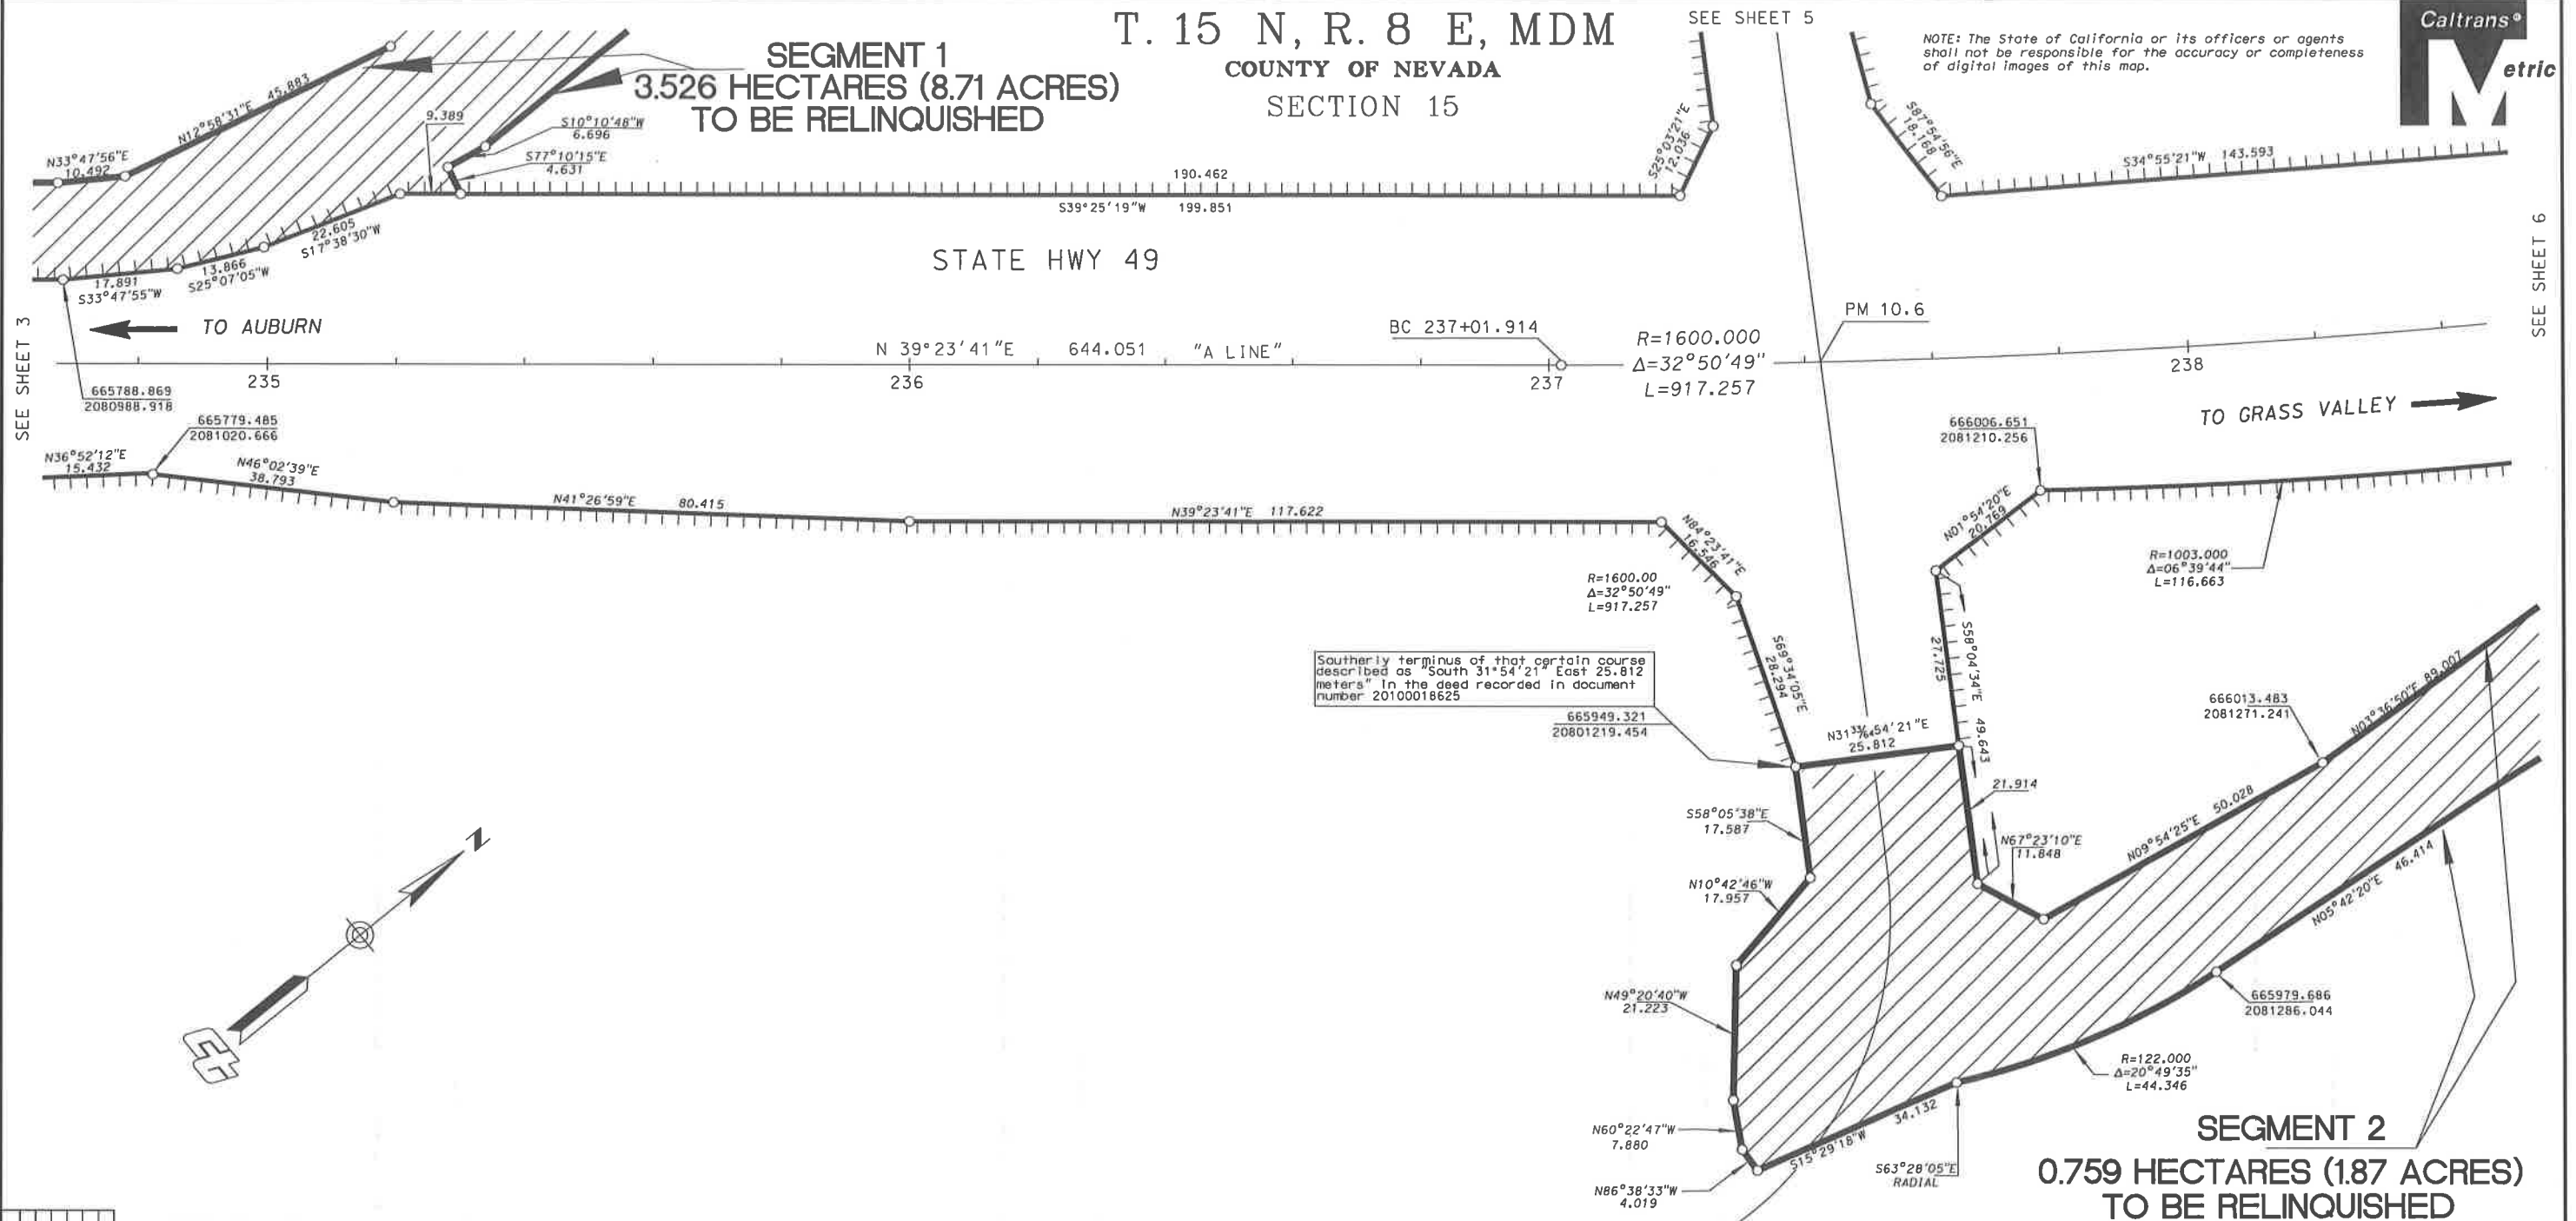 T. 15 N, R. 8 E, MDM
COUNTY OF NEVADA
SECTION 15
SEE SHEET 5
NOTE: The State of California or its officers or agents
shall not be responsible for the accuracy or completeness
of digital images of this map.
Caltrans®
Metric
SEGMENT 1
3.526 HECTARES (8.71 ACRES)
TO BE RELINQUISHED
N12°58'31"E 45.883
N33°47'56"E
10.492
9.389
S10°10'48"W
6.696
S77°10'15"E
4.631
190.462
S39°25'19"W 199.851
S25°03'21"E
12.036
S87°54'56"E
18.168
S34°55'21"W 143.593
22.605
S17°38'30"W
13.866
S25°07'05"W
17.891
S33°47'55"W
STATE HWY 49
SEE SHEET 3
SEE SHEET 6
TO AUBURN
N 39°23'41"E 644.051 "A LINE"
BC 237+01.914
R=1600.000
Δ=32°50'49"
L=917.257
PM 10.6
235
236
237
238
665788.869
2080988.918
665779.485
2081020.666
TO GRASS VALLEY
666006.651
2081210.256
N36°52'12"E
15.432
N46°02'39"E
38.793
N41°26'59"E 80.415
N39°23'41"E 117.622
N84°23'41"E
16.546
N01°54'20"E
20.769
R=1003.000
Δ=06°39'44"
L=116.663
R=1600.00
Δ=32°50'49"
L=917.257
S69°34'05"E
28.294
27.725
S58°04'34"E 49.643
Southerly terminus of that certain course
described as "South 31°54'21" East 25.812
meters" in the deed recorded in document
number 20100018625
665949.321
20801219.454
N31%%54'21"E
25.812
21.914
N67°23'10"E
11.848
666013.483
2081271.241
N03°36'50"E 89.007
S58°05'38"E
17.587
N10°42'46"W
17.957
N09°54'25"E 50.028
N05°42'20"E 46.414
N49°20'40"W
21.223
665979.686
2081286.044
R=122.000
Δ=20°49'35"
L=44.346
N60°22'47"W
7.880
N86°38'33"W
4.019
S15°29'18"W 34.132
S63°28'05"E
RADIAL
SEGMENT 2
0.759 HECTARES (1.87 ACRES)
TO BE RELINQUISHED
N
Ct